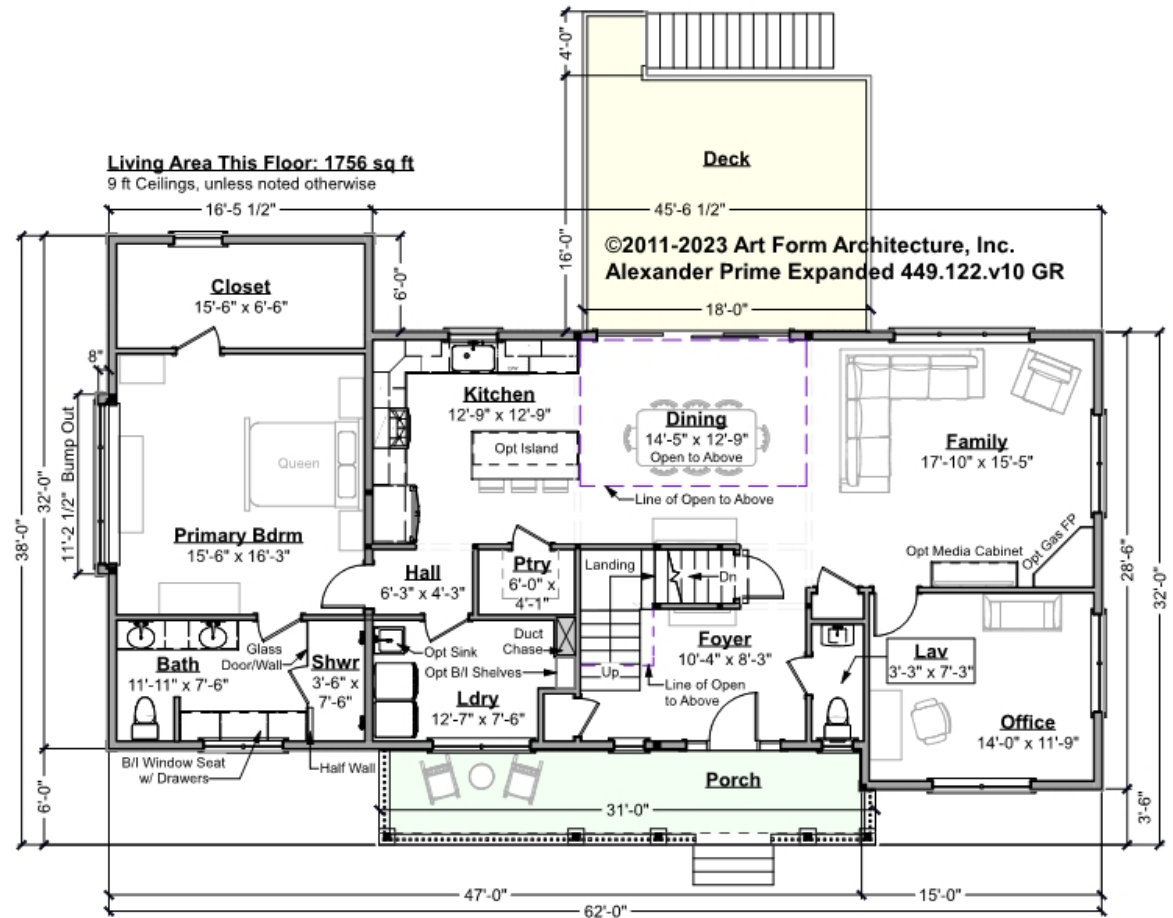 4'-0"
Deck
Living Area This Floor: 1756 sq ft
9 ft Ceilings, unless noted otherwise
16'-5 1/2"
45'-6 1/2"
©2011-2023 Art Form Architecture, Inc.
Alexander Prime Expanded 449.122.v10 GR
16'-0"
6'-0"
18'-0"
Closet
15'-6" x 6'-6"
8"
11'-2 1/2" Bump Out
32'-0"
38'-0"
Kitchen
12'-9" x 12'-9"
Opt Island
Dining
14'-5" x 12'-9"
Open to Above
Line of Open to Above
Family
17'-10" x 15'-5"
Queen
Primary Bdrm
15'-6" x 16'-3"
Opt Media Cabinet
Opt Gas FP
28'-6"
32'-0"
Hall
6'-3" x 4'-3"
Ptry
6'-0" x
4'-1"
Landing
Dn
Foyer
10'-4" x 8'-3"
Up
Line of Open
to Above
Lav
3'-3" x 7'-3"
Office
14'-0" x 11'-9"
Glass
Door/Wall
Bath
11'-11" x 7'-6"
Shwr
3'-6" x
7'-6"
Opt Sink
Duct
Chase
Opt B/I Shelves
Ldry
12'-7" x 7'-6"
B/I Window Seat
w/ Drawers
Half Wall
Porch
31'-0"
6'-0"
3'-6"
47'-0"
15'-0"
62'-0"